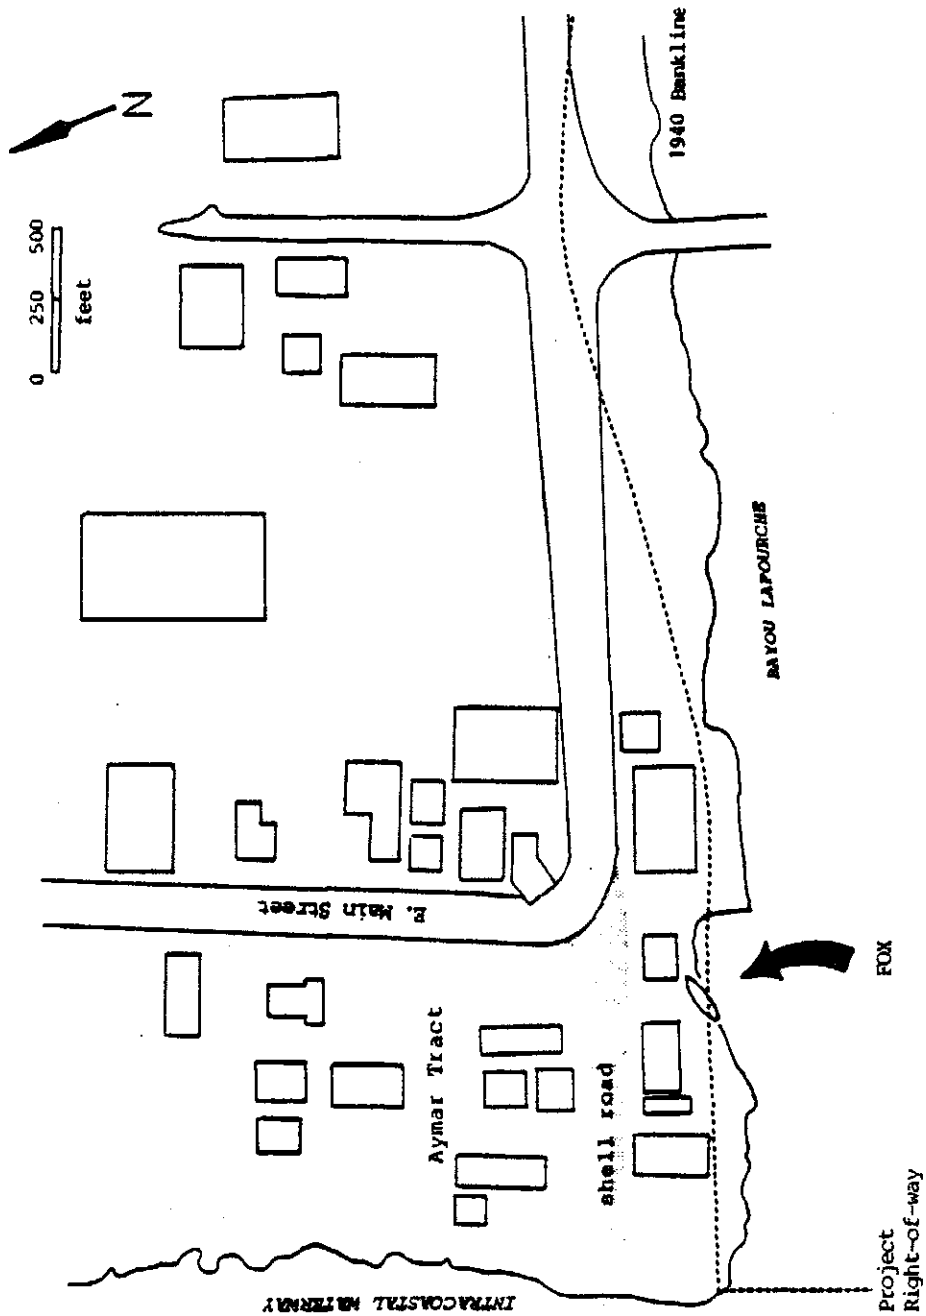 N
0 250 500
feet
1940 Bankline
E. Main Street
Aymar Tract
shell road
BAYOU LAFOURCHE
INTRACOASTAL WATERWAY
FOX
Project
Right-of-way